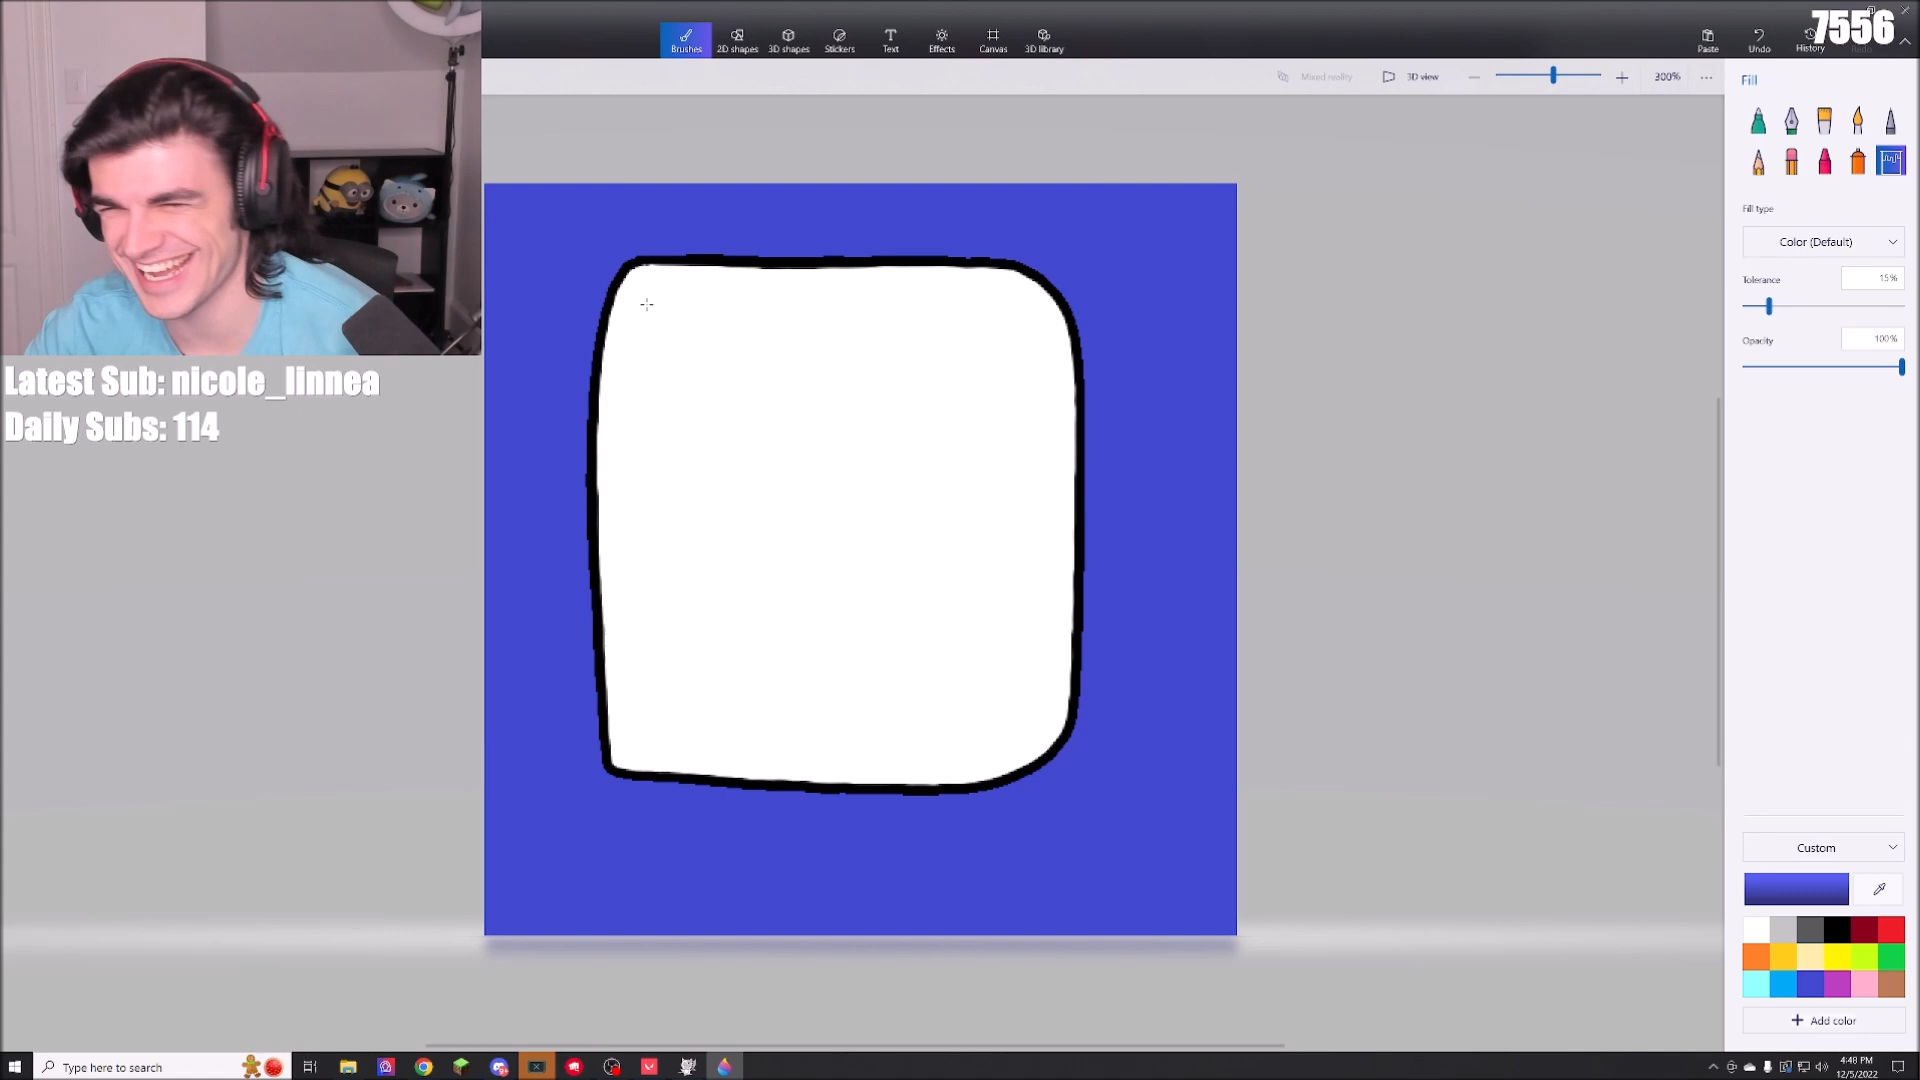 7556
Brushes
2D shapes
3D shapes
Stickers
Text
Effects
Canvas
3D library
Paste
Undo
History
Redo
Mixed reality
3D view
300%
Fill
Fill type
Color (Default)
Tolerance
15%
Opacity
100%
Latest Sub: nicole_linnea
Daily Subs: 114
Custom
Add color
Type here to search
4:48 PM
12/5/2022